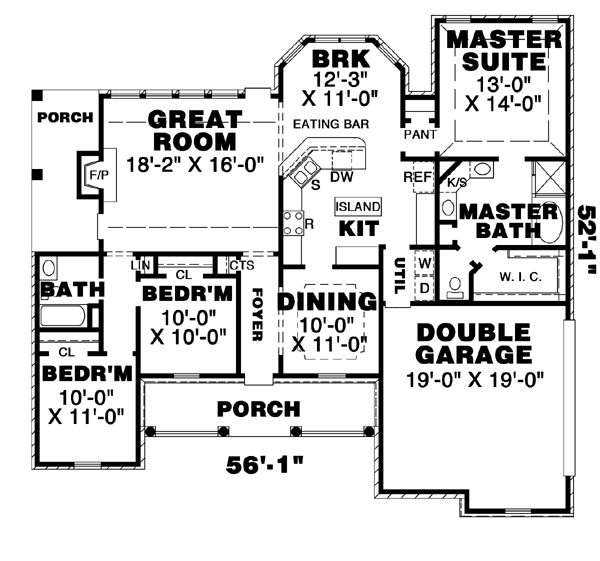 MASTER
SUITE
13'-0"
X 14'-0"
BRK
12'-3"
X 11'-0"
EATING BAR
PANT
PORCH
GREAT
ROOM
18'-2" X 16'-0"
F/P
S
DW
REF
K/S
ISLAND
R
KIT
MASTER
BATH
52'-1"
LIN
CL
CTS
UTIL
W
D
W. I. C.
BATH
BEDR'M
10'-0"
X 10'-0"
FOYER
DINING
10'-0"
X 11'-0"
DOUBLE
GARAGE
19'-0" X 19'-0"
CL
BEDR'M
10'-0"
X 11'-0"
PORCH
56'-1"